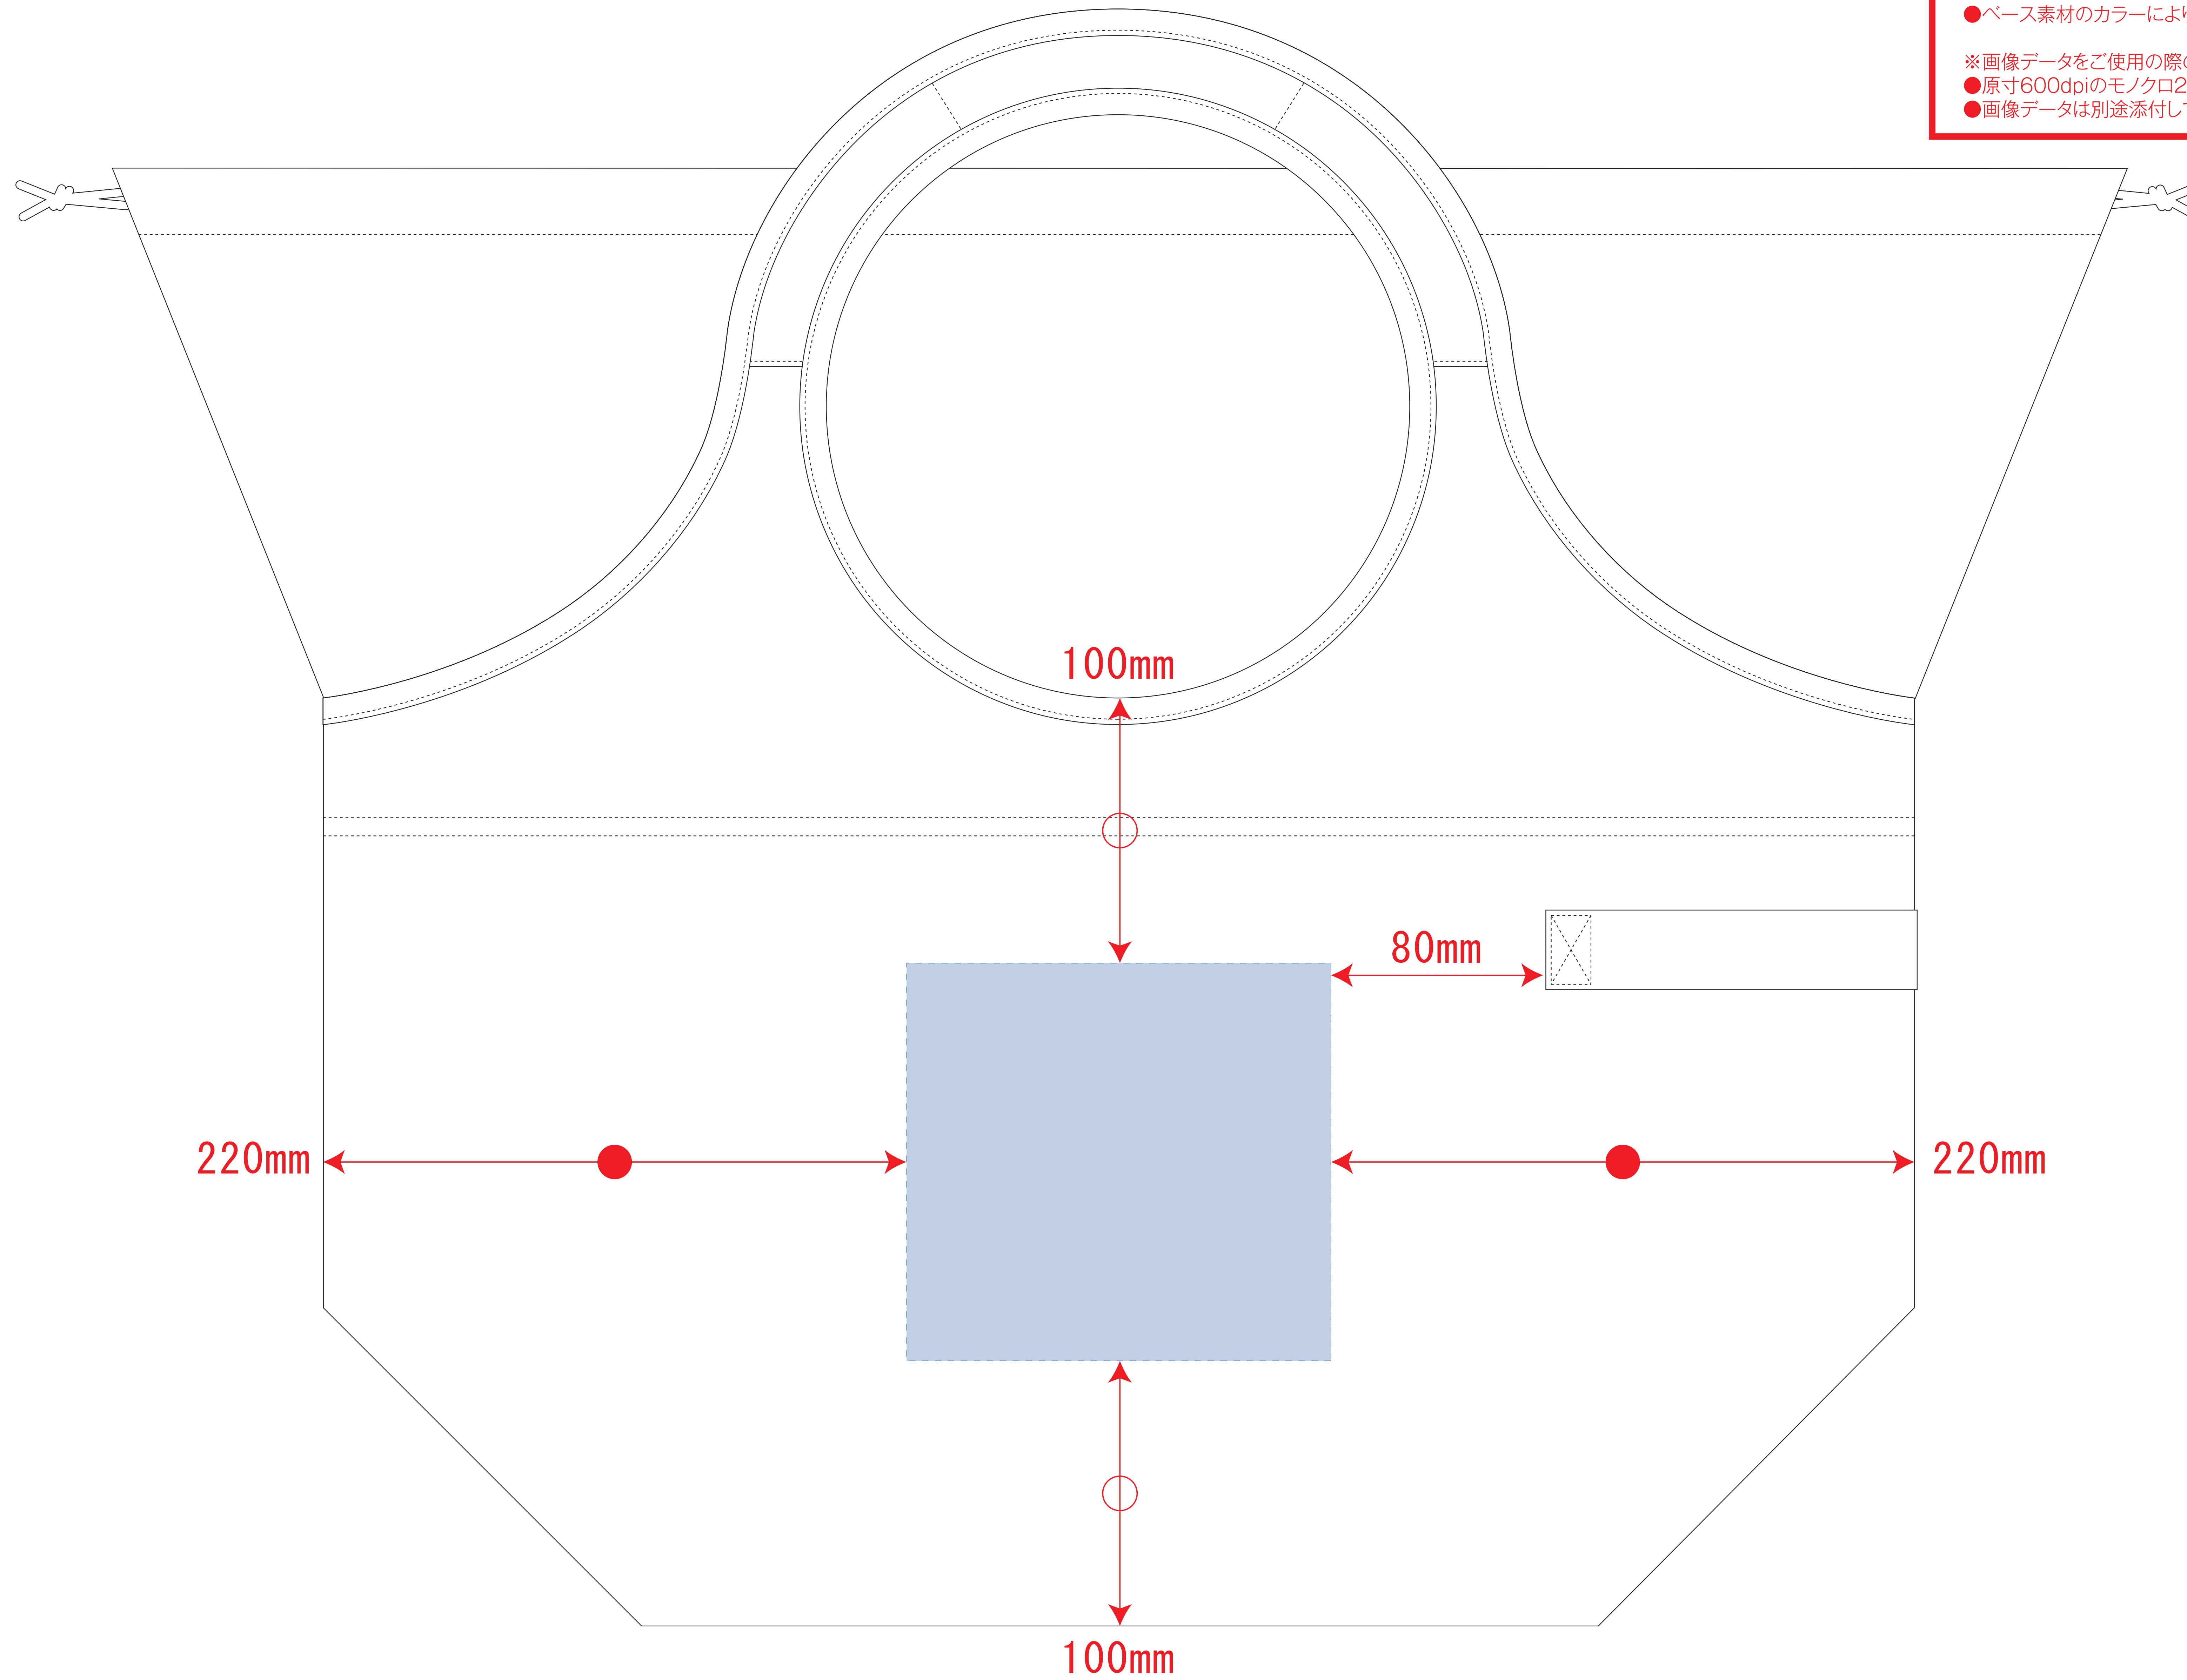 ●ベース素材のカラーによ
※画像データをご使用の際
●原寸600dpiのモノクロ2
●画像データは別途添付し
100mm
80mm
220mm
220mm
100mm